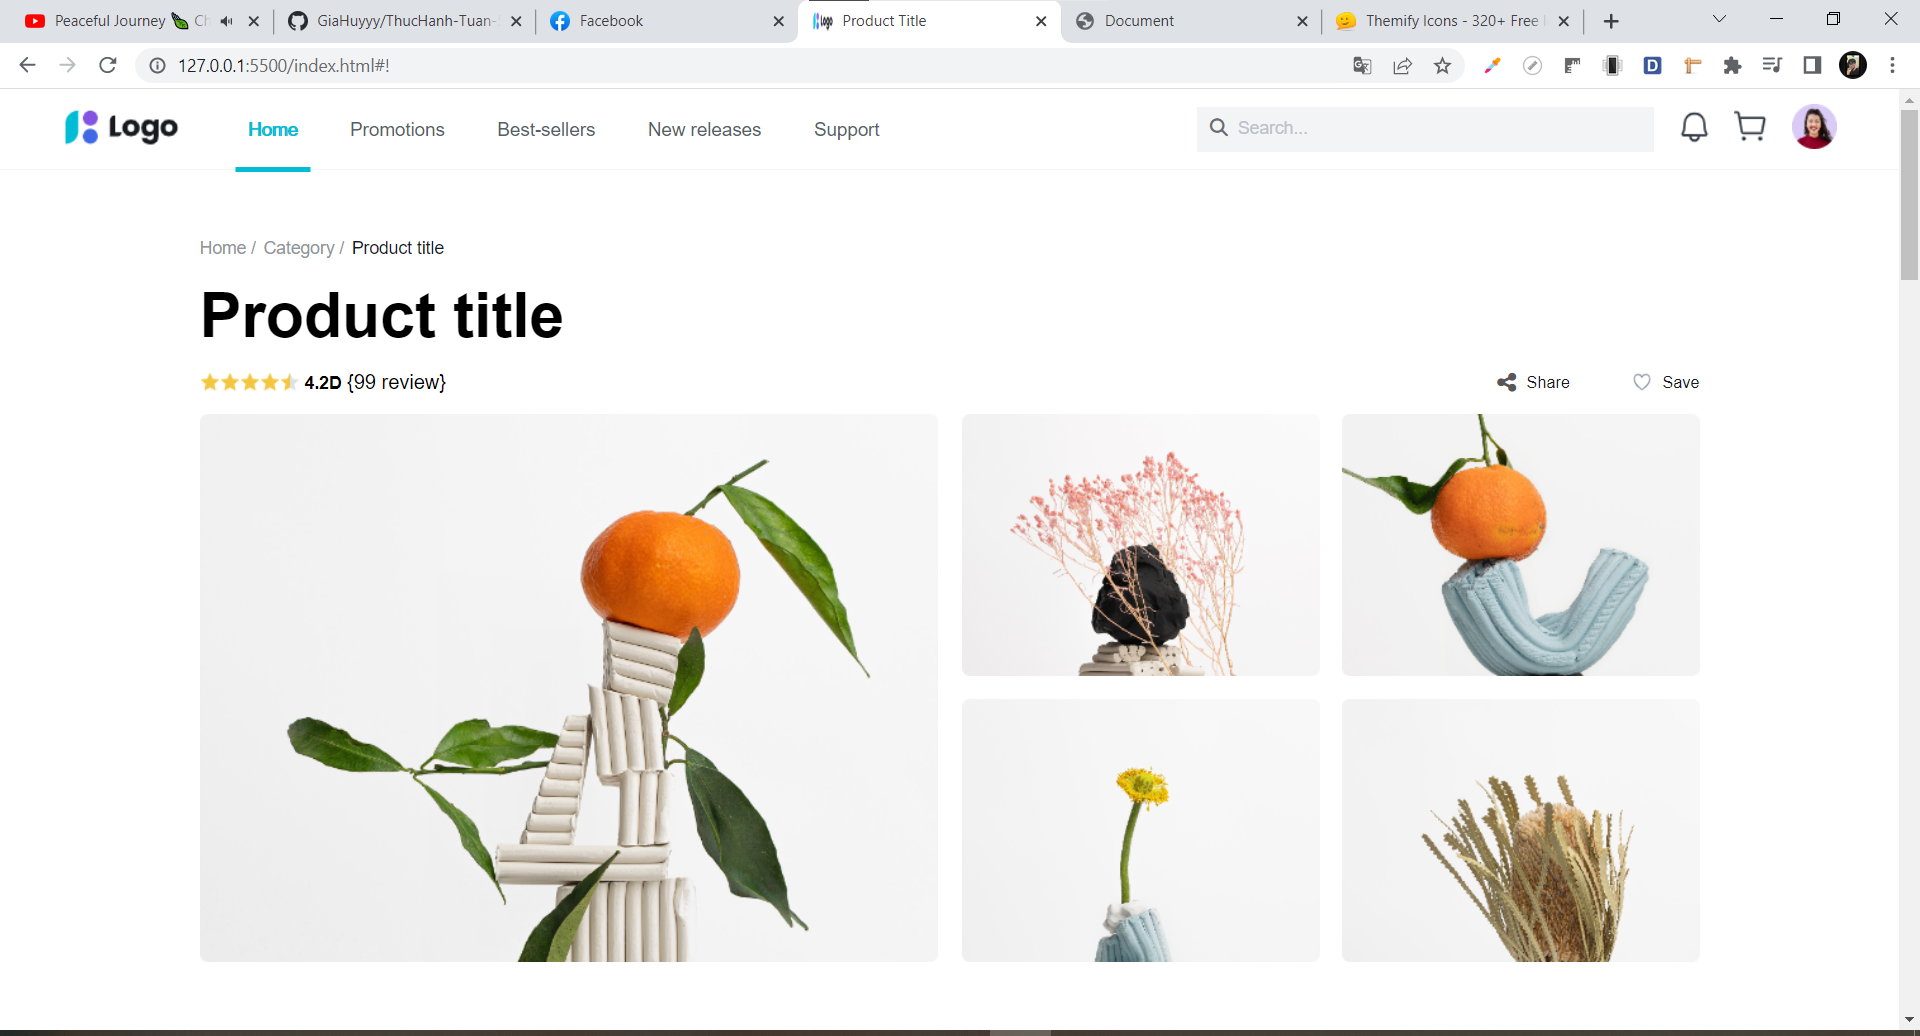 Peaceful Journey
GiaHuyyy/ThucHanh-Tuan-
Facebook
Logo Product Title
Document
Themify Icons - 320+ Free
127.0.0.1:5500/index.html#!
Logo Home Promotions Best-sellers New releases Support Search...
Home / Category / Product title
Product title
4.2D {99 review} Share Save